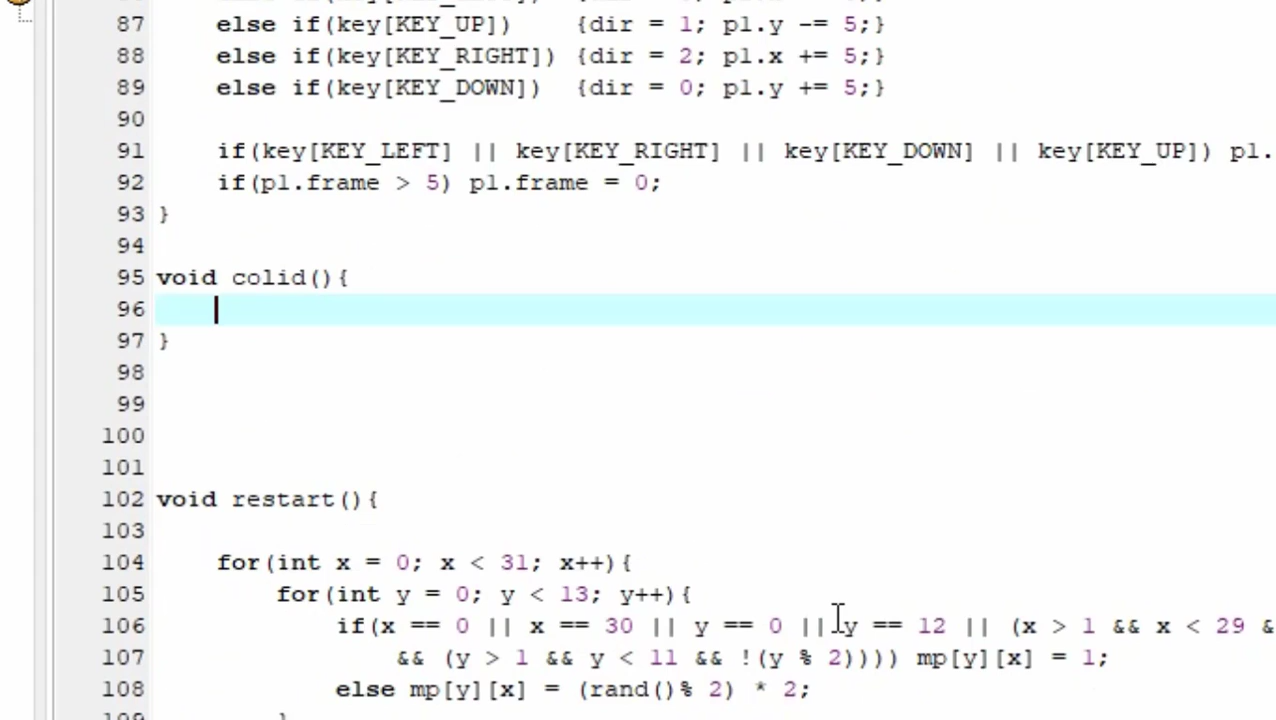 87 else if(key[KEY_UP]) {dir = 1; pl.y -= 5;}
88 else if(key[KEY_RIGHT]) {dir = 2; pl.x += 5;}
89 else if(key[KEY_DOWN]) {dir = 0; pl.y += 5;}
90
91 if(key[KEY_LEFT] || key[KEY_RIGHT] || key[KEY_DOWN] || key[KEY_UP]) pl.
92 if(pl.frame > 5) pl.frame = 0;
93 }
94
95 void colid(){
96
97 }
98
99
100
101
102 void restart(){
103
104 for(int x = 0; x < 31; x++){
105 for(int y = 0; y < 13; y++){
106 if(x == 0 || x == 30 || y == 0 || y == 12 || (x > 1 && x < 29 &
107 && (y > 1 && y < 11 && !(y % 2)))) mp[y][x] = 1;
108 else mp[y][x] = (rand()% 2) * 2;